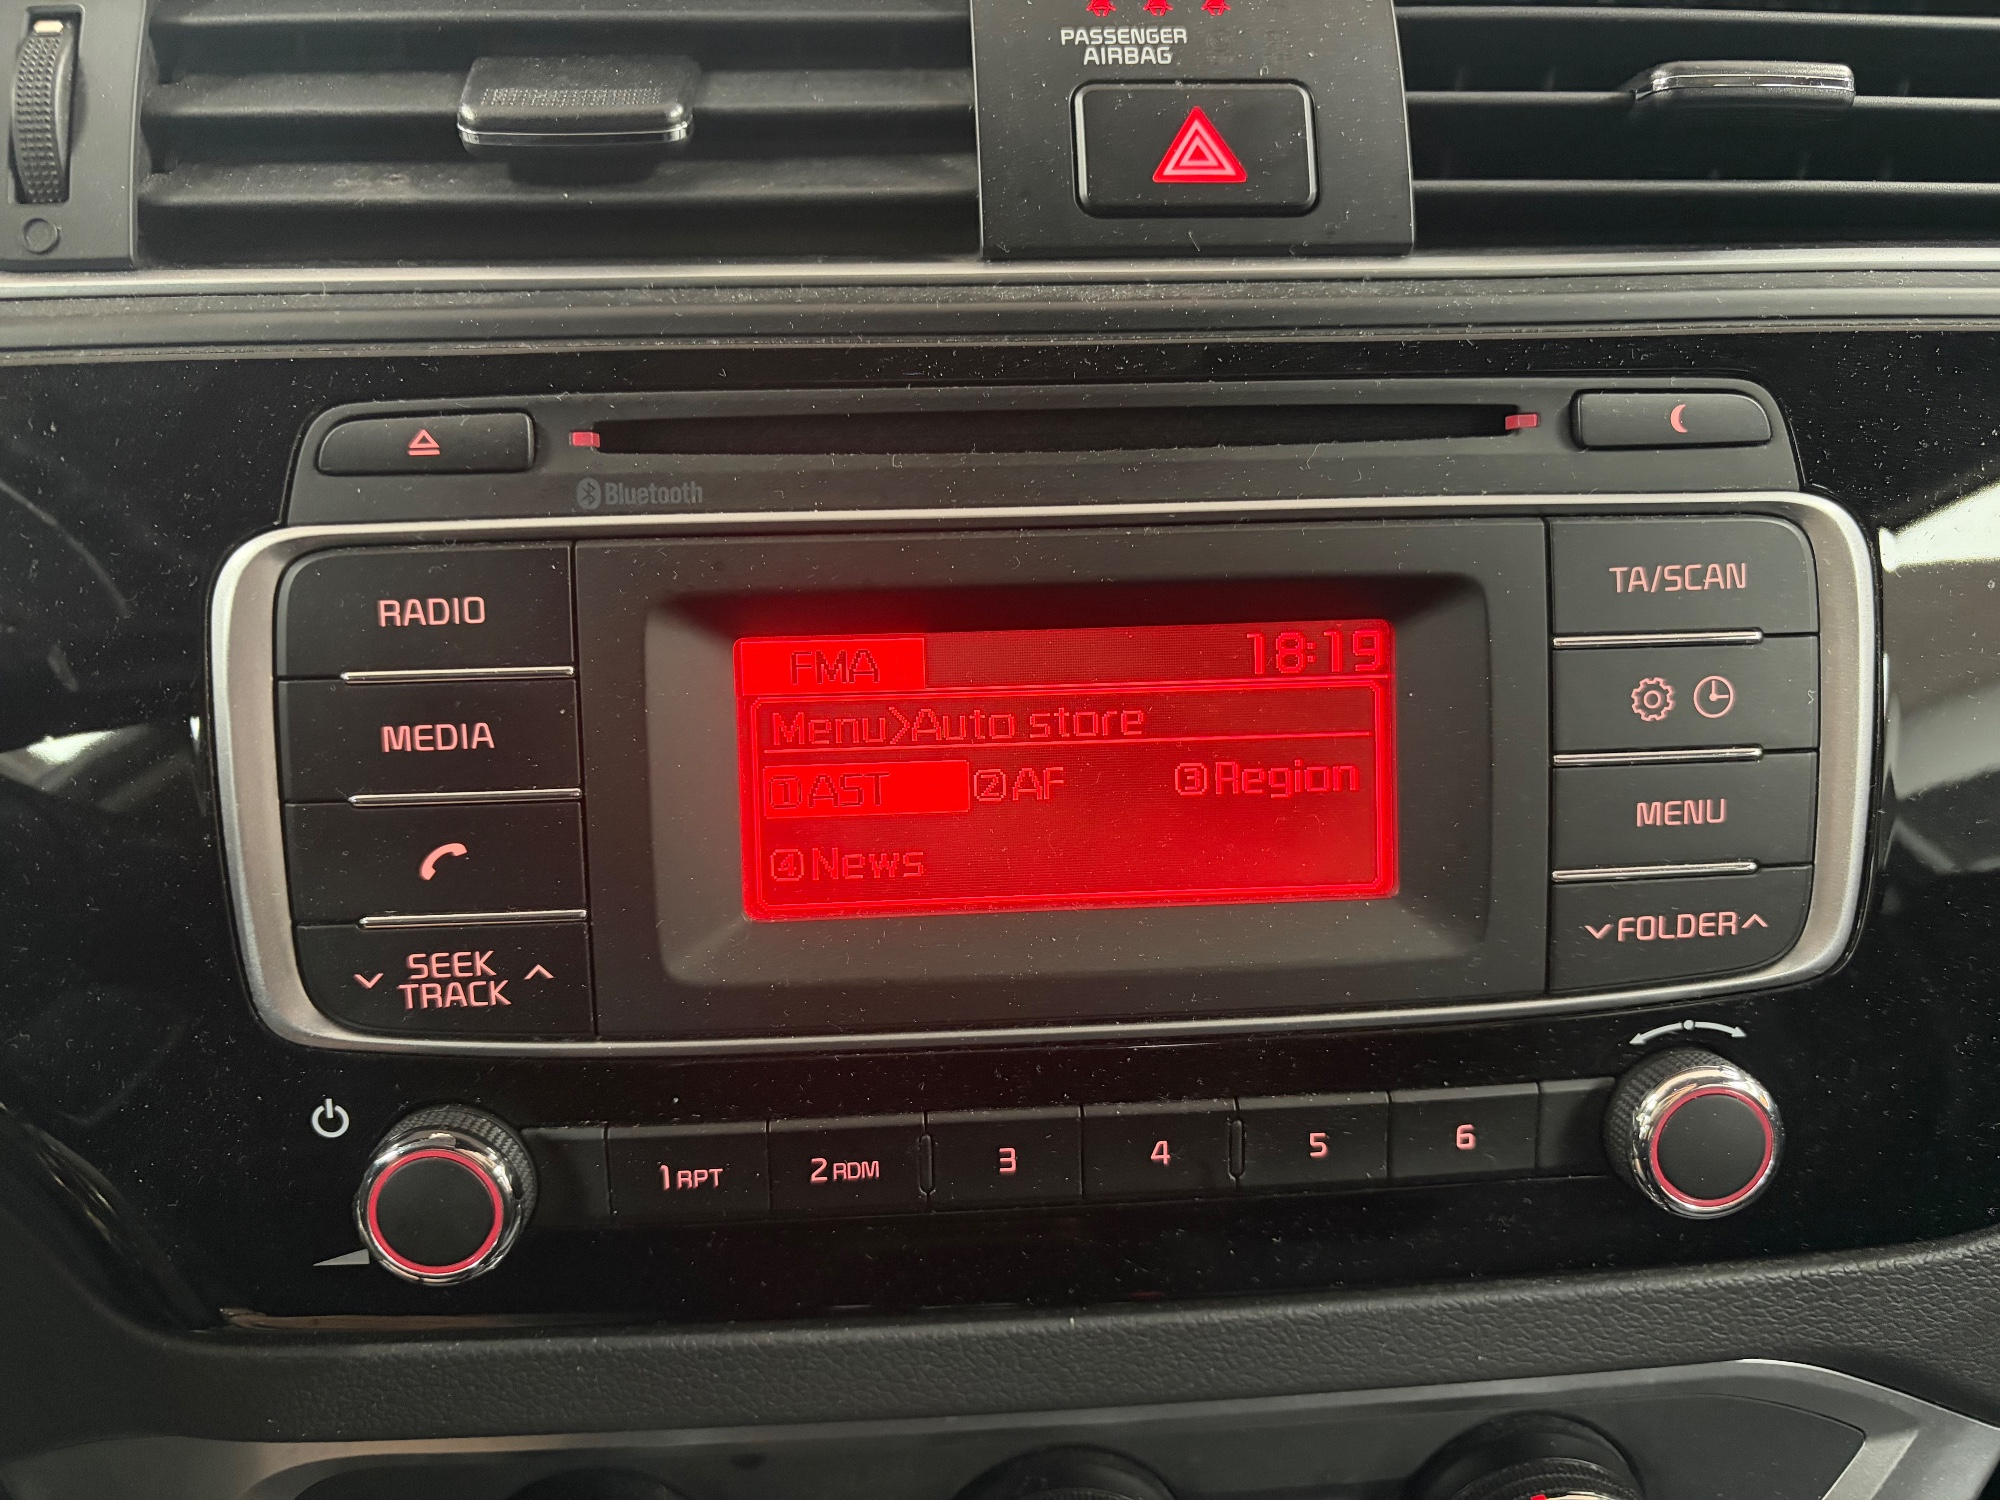 PASSENGER
AIRBAG
Bluetooth
RADIO
MEDIA
SEEK
TRACK
FMA 18:19
Menu>Auto store
①AST ②AF ③Region
④News
TA/SCAN
MENU
FOLDER
1 RPT 2 RDM 3 4 5 6